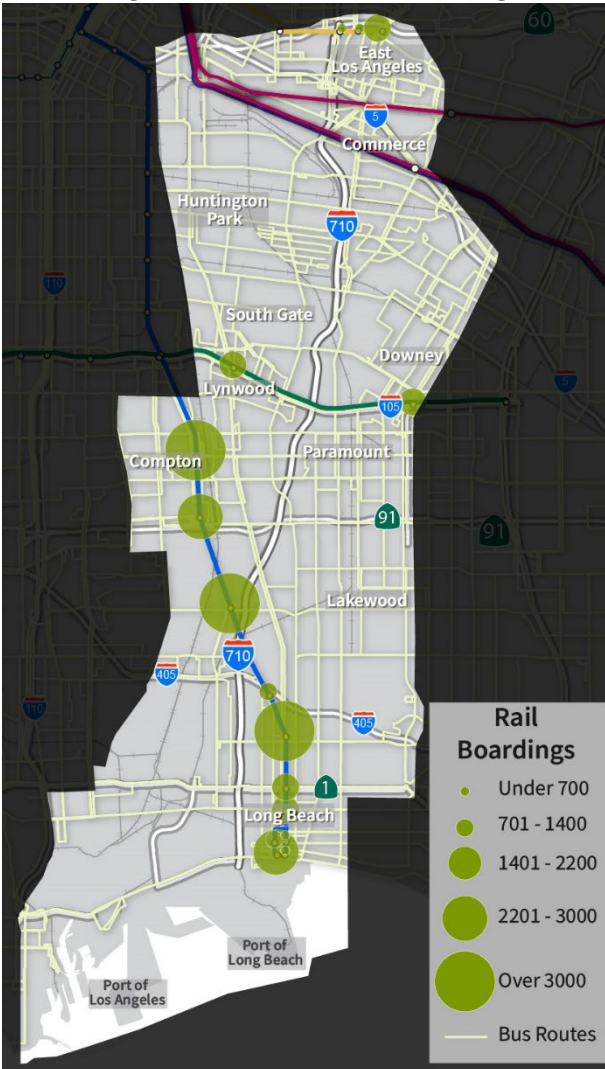 60
East
Los Angeles
5
Commerce
Huntington
Park
710
110
South Gate
Downey
Lynwood
105
5
Paramount
Compton
91
91
Lakewood
710
405
110
405
1
Long Beach
Port of
Long Beach
Port of
Los Angeles
Rail
Boardings
Under 700
701 - 1400
1401 - 2200
2201 - 3000
Over 3000
Bus Routes